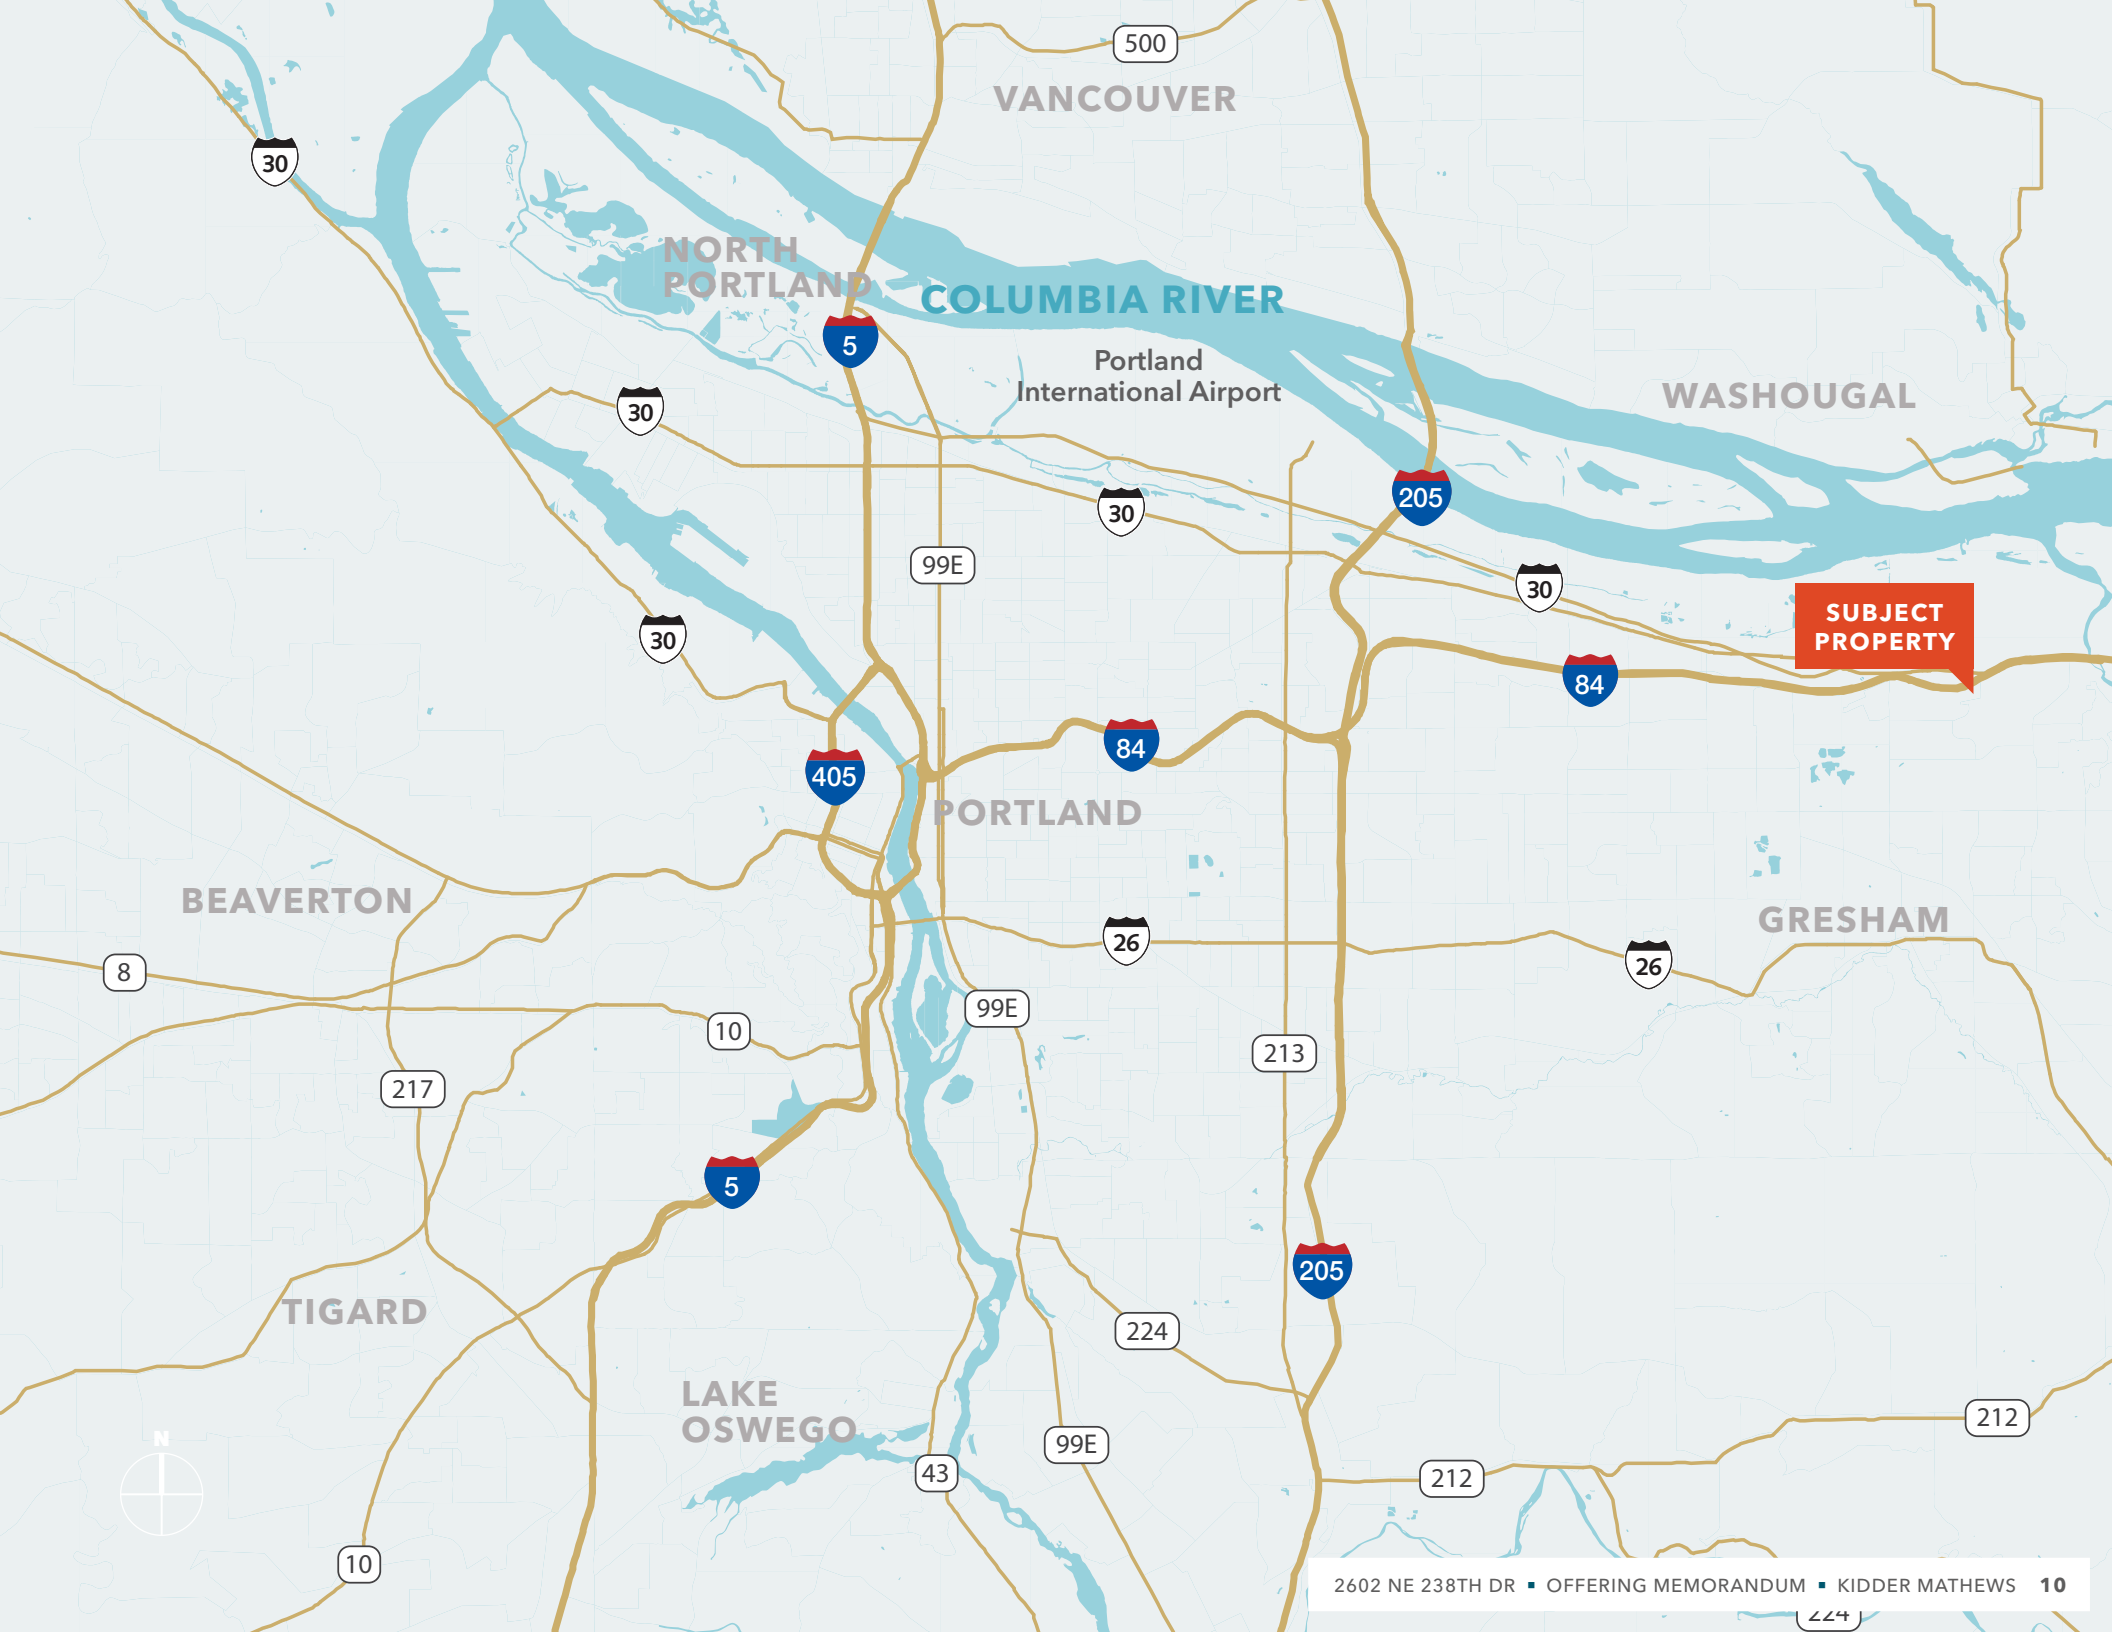 500
VANCOUVER
30
NORTH
PORTLAND
COLUMBIA RIVER
5
Portland
International Airport
WASHOUGAL
30
205
30
99E
30
30
SUBJECT
PROPERTY
84
84
405
PORTLAND
BEAVERTON
GRESHAM
26
26
8
99E
10
213
217
5
205
TIGARD
224
LAKE
OSWEGO
212
99E
43
212
N
10
2602 NE 238TH DR ▪ OFFERING MEMORANDUM ▪ KIDDER MATHEWS 10
224